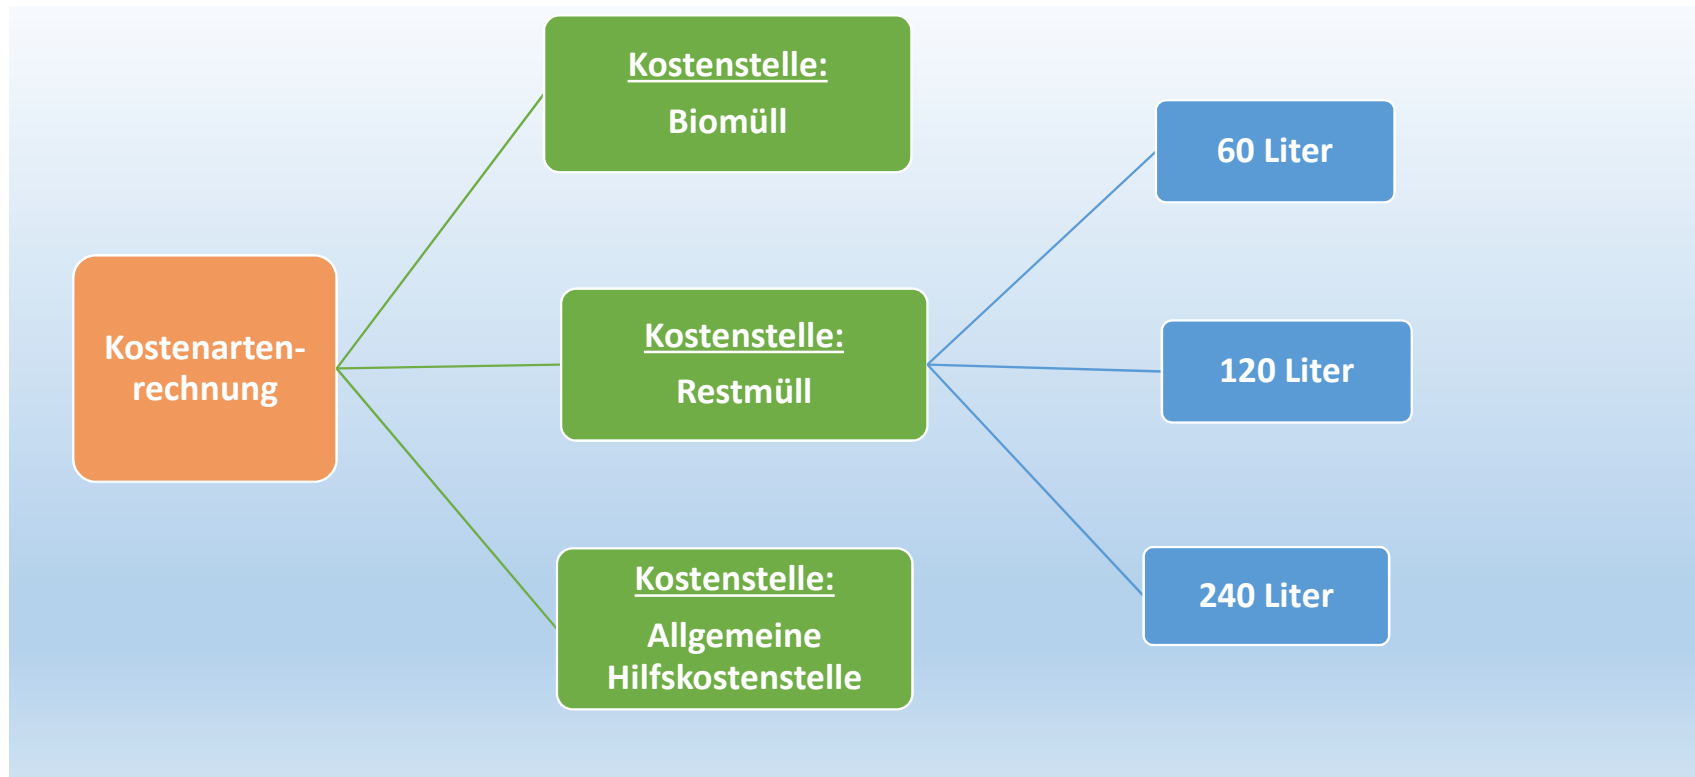 Kostenarten-
rechnung
Kostenstelle:
Biomüll
Kostenstelle:
Restmüll
Kostenstelle:
Allgemeine
Hilfskostenstelle
60 Liter
120 Liter
240 Liter